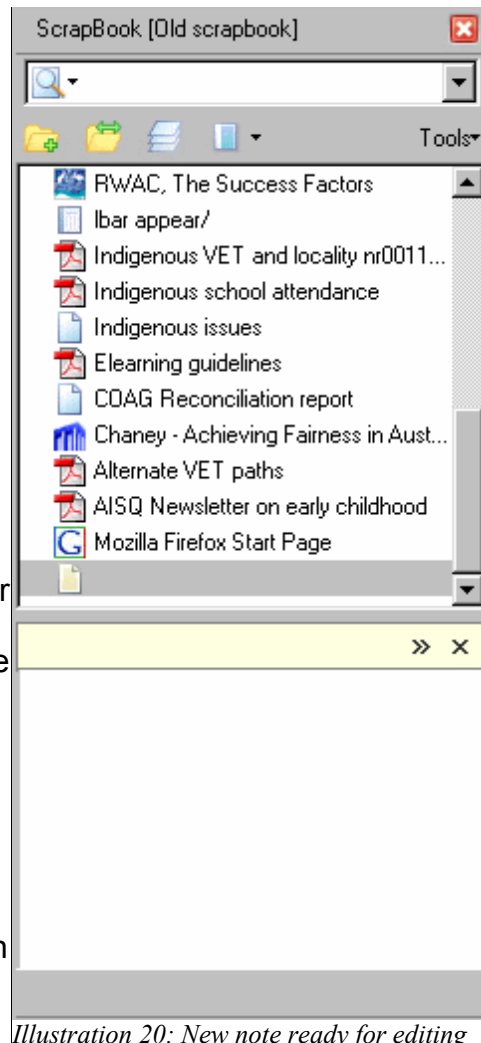 ScrapBook [Old scrapbook]
Tools
RWAC, The Success Factors
lbar appear/
Indigenous VET and locality nr0011...
Indigenous school attendance
Indigenous issues
Elearning guidelines
COAG Reconciliation report
Chaney - Achieving Fairness in Aust...
Alternate VET paths
AISQ Newsletter on early childhood
G Mozilla Firefox Start Page
»
Illustration 20: New note ready for editing